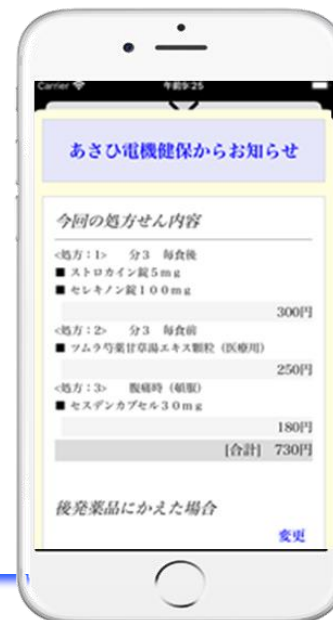 Carrier 午前9:25
あさひ電機健保からお知らせ
今回の処方せん内容
<処方:1> 分3 毎食後
■ ストロカイン錠5mg
■ セレキノン錠100mg
300円
<処方:2> 分3 毎食前
■ ツムラ芍薬甘草湯エキス顆粒(医療用)
250円
<処方:3> 腹痛時(頓服)
■ セスデンカプセル30mg
180円
[合計] 730円
後発薬品にかえた場合
変更